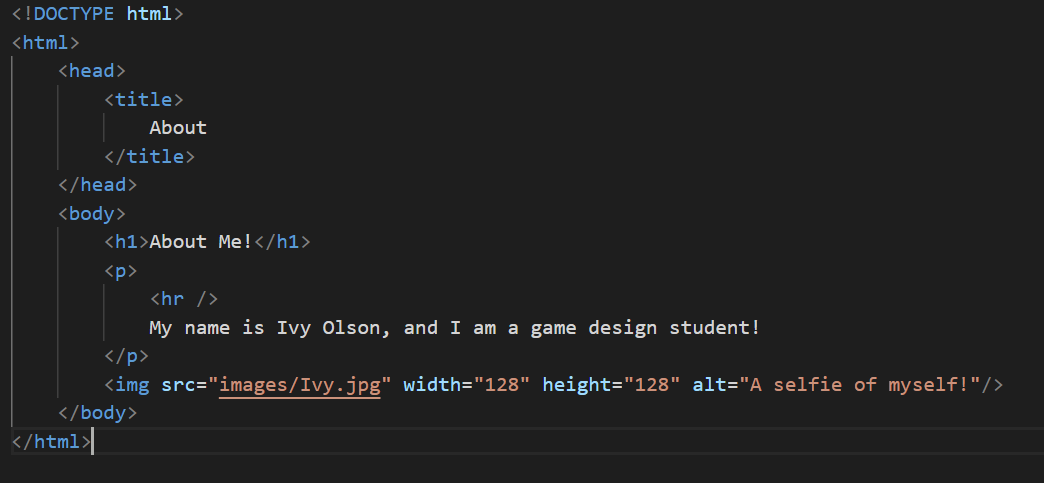 <!DOCTYPE html>
<html>
    <head>
        <title>
            About
        </title>
    </head>
    <body>
        <h1>About Me!</h1>
        <p>
            <hr />
            My name is Ivy Olson, and I am a game design student!
        </p>
        <img src="images/Ivy.jpg" width="128" height="128" alt="A selfie of myself!"/>
    </body>
</html>